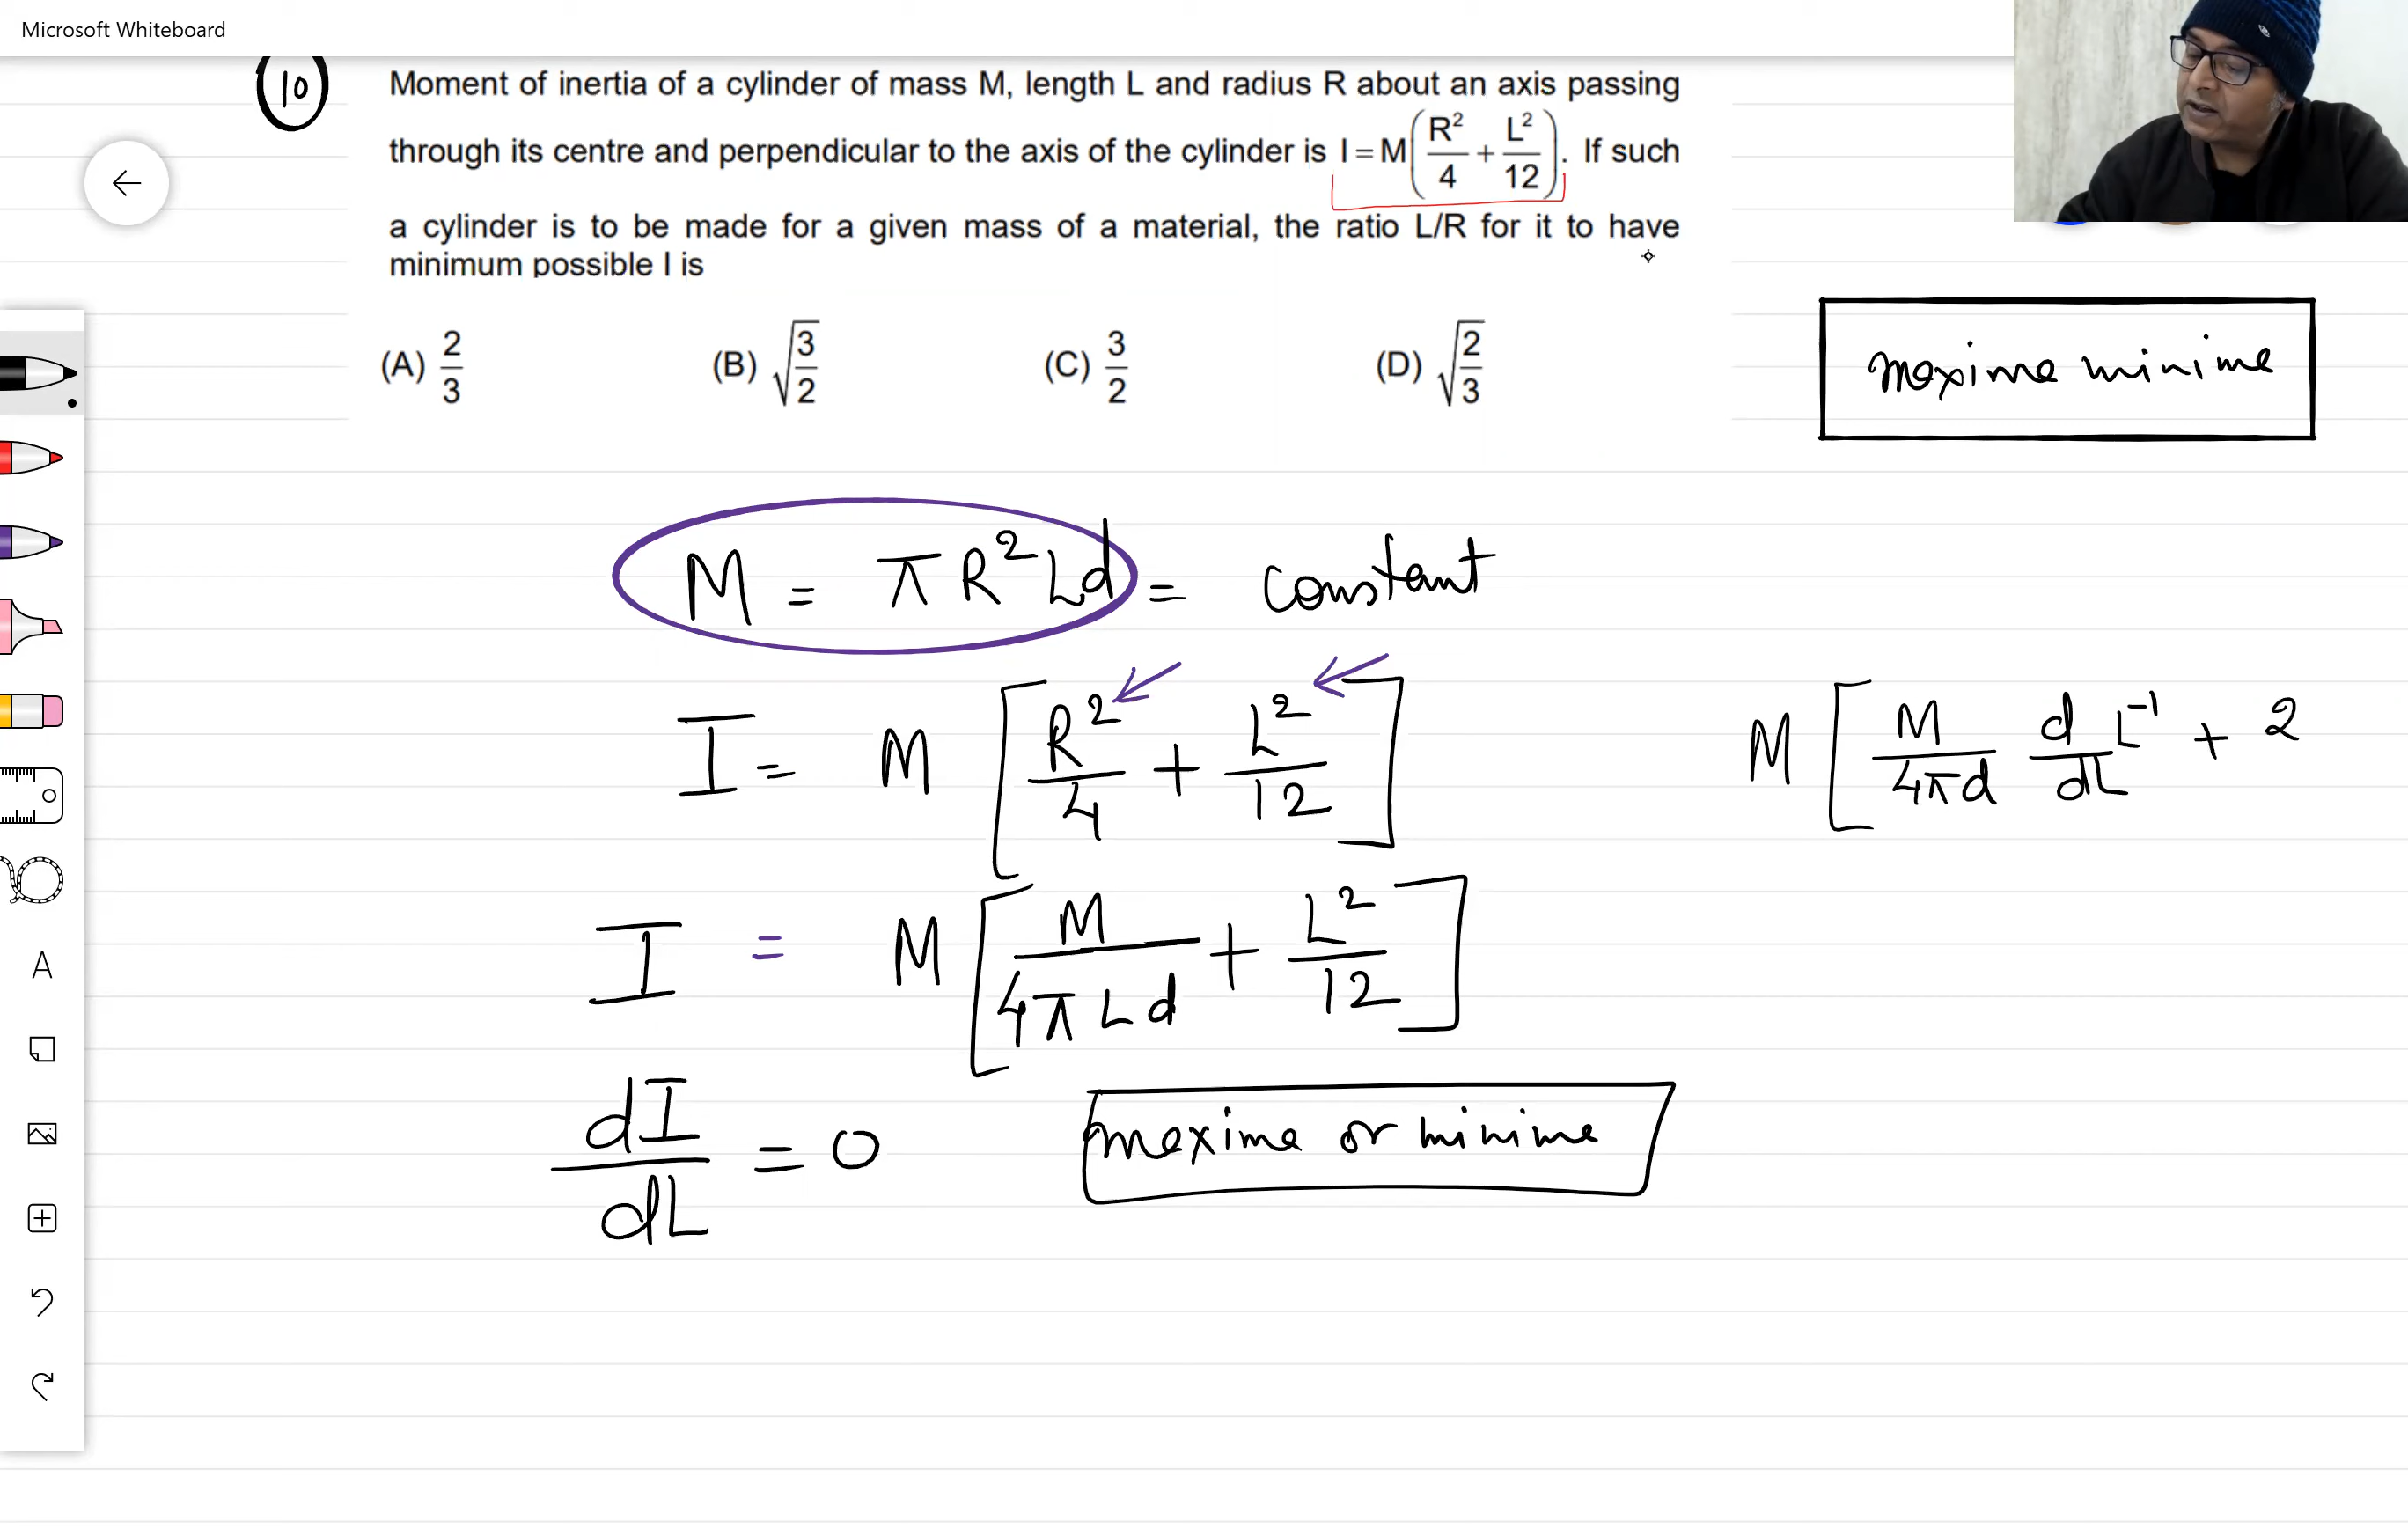 Microsoft Whiteboard
10
Moment of inertia of a cylinder of mass M, length L and radius R about an axis passing
through its centre and perpendicular to the axis of the cylinder is I = M(R²/4 + L²/12). If such
a cylinder is to be made for a given mass of a material, the ratio L/R for it to have
minimum possible I is
(A) 2/3 (B) √(3/2) (C) 3/2 (D) √(2/3)
mexime minime
M = πR²Ld = constant
I = M [R²/4 + L²/12]
M [M/4πd d/dL L⁻¹ + 2
I = M [M/4πLd + L²/12]
dI/dL = 0
mexime or minime
A